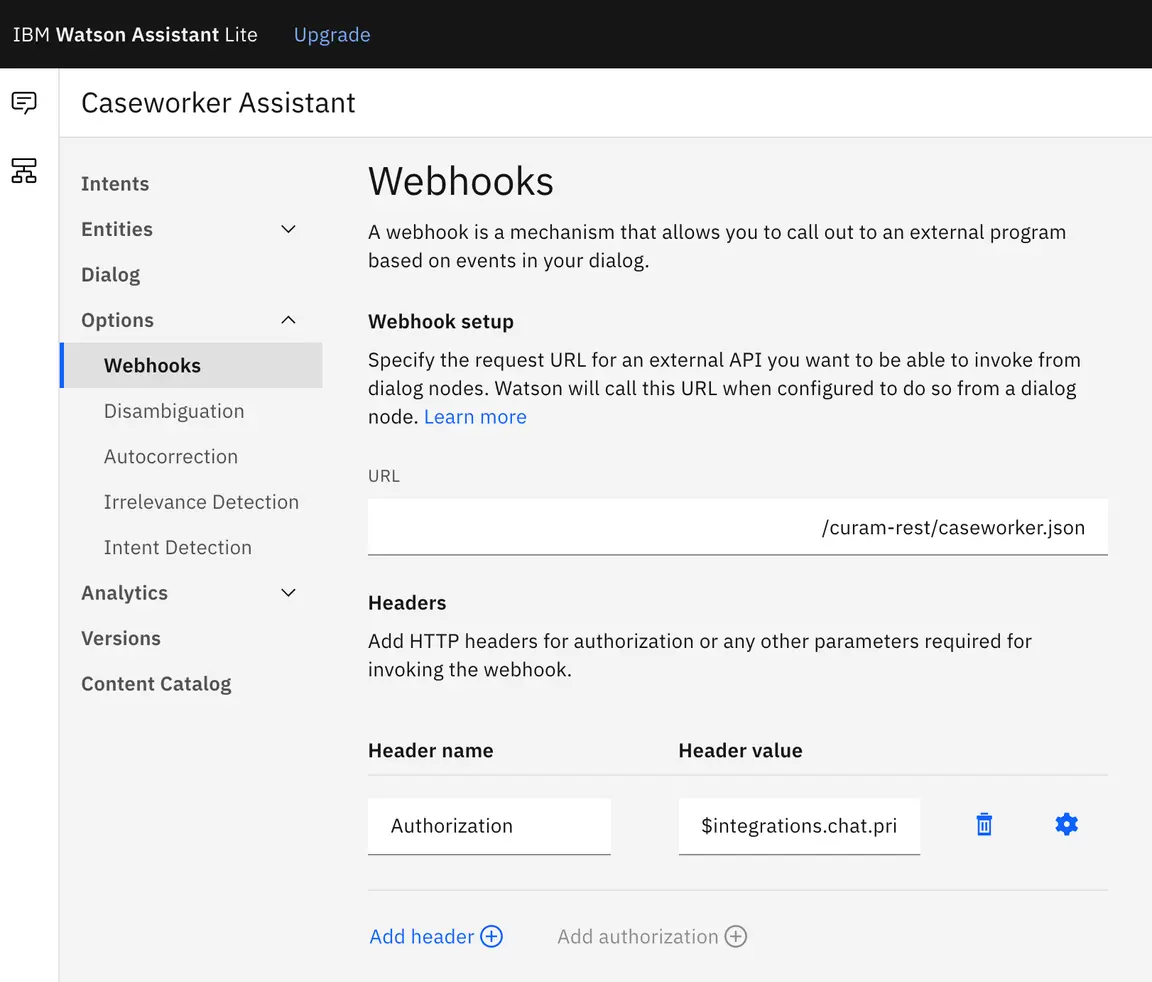 IBM Watson Assistant Lite Upgrade
Caseworker Assistant
Intents
Entities
Dialog
Options
Webhooks
Disambiguation
Autocorrection
Irrelevance Detection
Intent Detection
Analytics
Versions
Content Catalog
Webhooks
A webhook is a mechanism that allows you to call out to an external program
based on events in your dialog.
Webhook setup
Specify the request URL for an external API you want to be able to invoke from
dialog nodes. Watson will call this URL when configured to do so from a dialog
node. Learn more
URL
/curam-rest/caseworker.json
Headers
Add HTTP headers for authorization or any other parameters required for
invoking the webhook.
Header name Header value
Authorization $integrations.chat.pri
Add header Add authorization